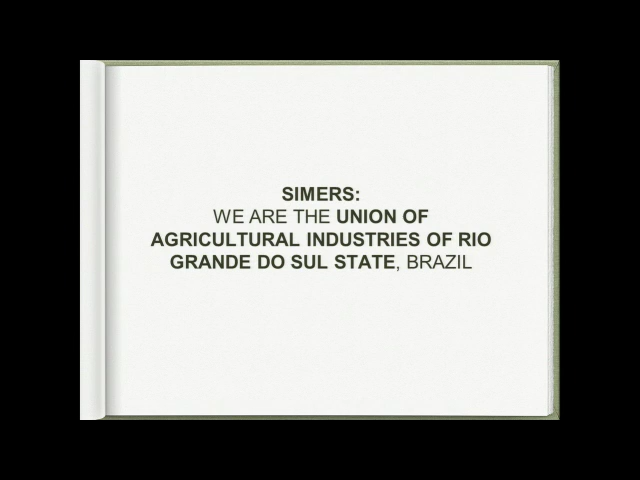 SIMERS:
WE ARE THE UNION OF
AGRICULTURAL INDUSTRIES OF RIO
GRANDE DO SUL STATE, BRAZIL